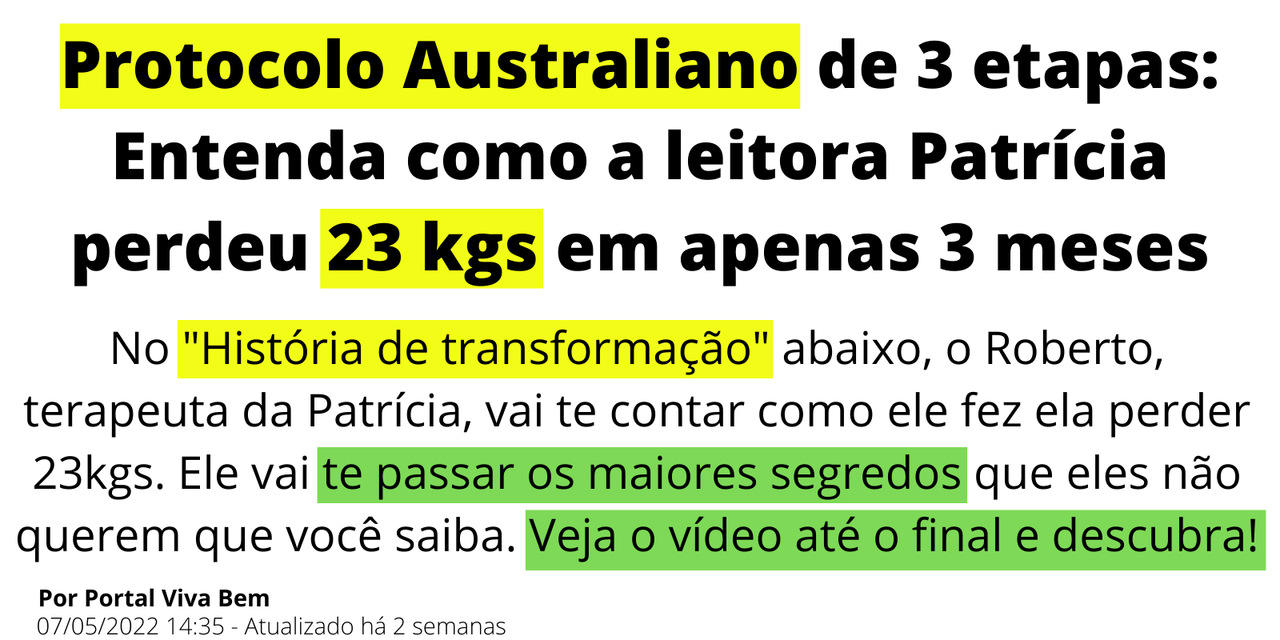 Protocolo Australiano de 3 etapas:
Entenda como a leitora Patrícia
perdeu 23 kgs em apenas 3 meses
No "História de transformação" abaixo, o Roberto,
terapeuta da Patrícia, vai te contar como ele fez ela perder
23kgs. Ele vai te passar os maiores segredos que eles não
querem que você saiba. Veja o vídeo até o final e descubra!
Por Portal Viva Bem
07/05/2022 14:35 - Atualizado há 2 semanas